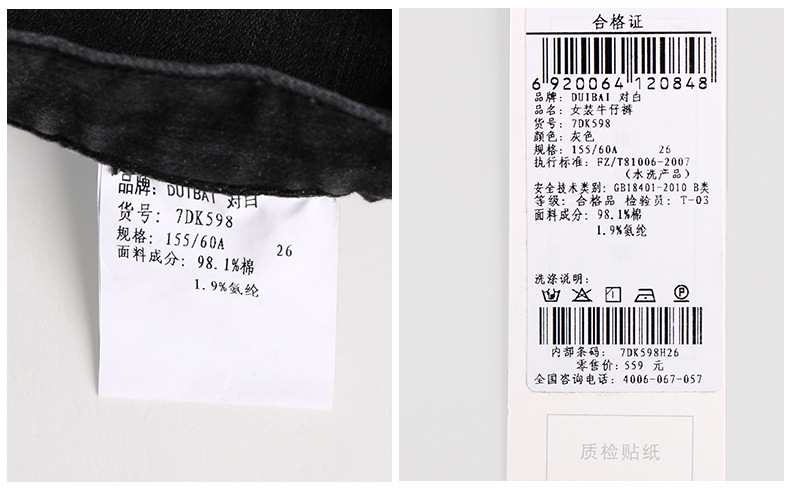 品牌: DUIBAI 对白
货号: 7DK598
规格: 155/60A 26
面料成分: 98.1%棉
1.9%氨纶
合格证
6 920064 120848
品牌: DUIBAI 对白
品名: 女装牛仔裤
货号: 7DK598
颜色: 灰色
规格: 155/60A 26
执行标准: FZ/T81006-2007
(水洗产品)
安全技术类别: GB18401-2010 B类
等级: 合格品 检验员: T-03
面料成分: 98.1%棉
1.9%氨纶
洗涤说明:
内部条码: 7DK598H26
零售价: 559 元
全国咨询电话: 4006-067-057
质检贴纸